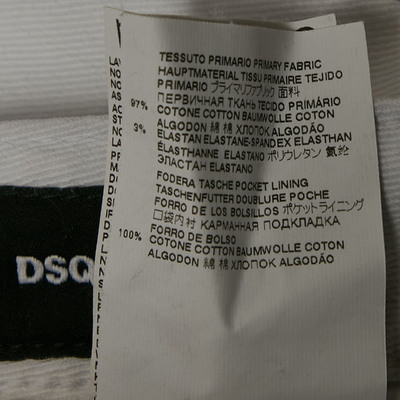 TESSUTO PRIMARIO PRIMARY FABRIC
HAUPTMATERIAL TISSU PRIMAIRE TEJIDO
PRIMARIO プライマリファブリック 面料
ПЕРВИЧНАЯ ТКАНЬ TECIDO PRIMÁRIO
97% COTONE COTTON BAUMWOLLE COTON
ALGODON 綿 棉 ХЛОПОК ALGODÃO
3% ELASTAN ELASTANE-SPANDEX ELASTHAN
ÉLASTHANNE ELASTANO ポリウレタン 氨纶
ЭЛАСТАН ELASTANO
FODERA TASCHE POCKET LINING
TASCHENFUTTER DOUBLURE POCHE
FORRO DE LOS BOLSILLOS ポケットライニング
口袋内衬 КАРМАННАЯ ПОДКЛАДКА
FORRO DE BOLSO
100% COTONE COTTON BAUMWOLLE COTON
ALGODON 綿 棉 ХЛОПОК ALGODÃO
DSQ